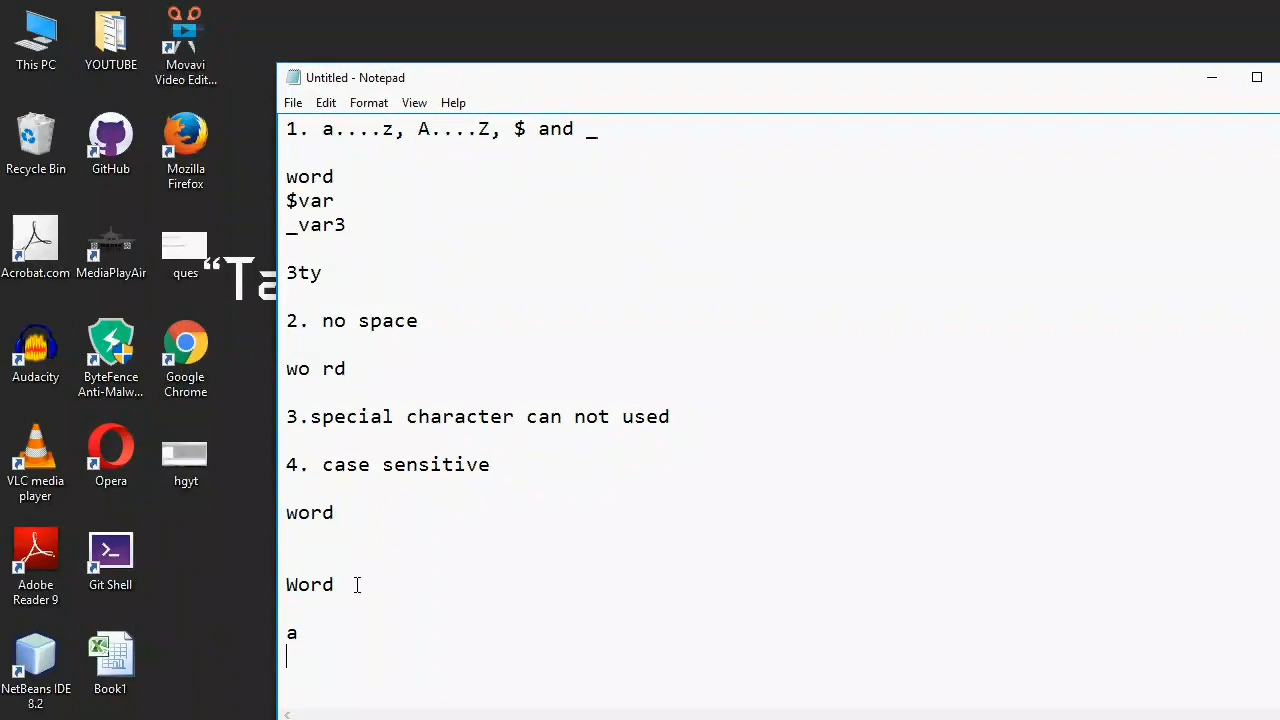 This PC
YOUTUBE
Movavi
Video Edit...
Recycle Bin
GitHub
Mozilla
Firefox
Acrobat.com
MediaPlayAir
ques
"Ta
Audacity
ByteFence
Anti-Malw...
Google
Chrome
VLC media
player
Opera
hgyt
Adobe
Reader 9
Git Shell
NetBeans IDE
8.2
Book1
Untitled - Notepad
File Edit Format View Help
1. a....z, A....Z, $ and _
word
$var
_var3
3ty
2. no space
wo rd
3.special character can not used
4. case sensitive
word
Word
a